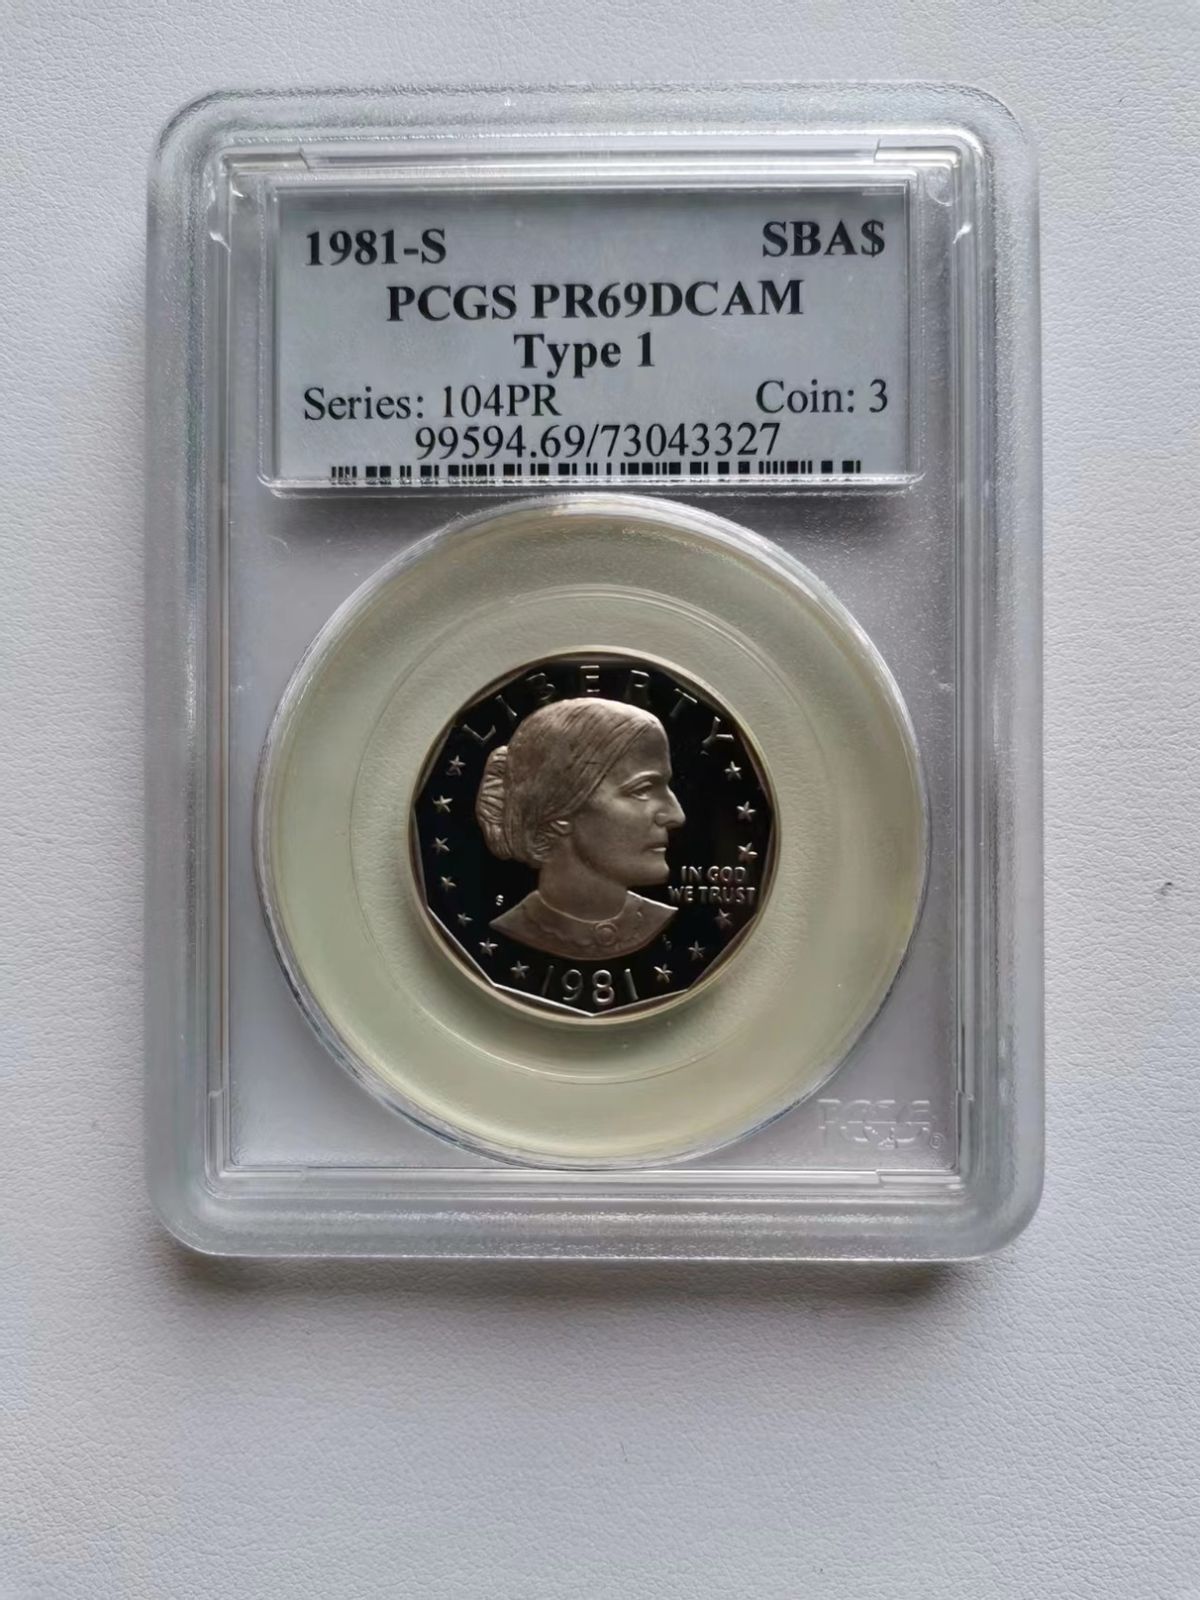 1981-S SBA$
PCGS PR69DCAM
Type 1
Series: 104PR Coin: 3
99594.69/73043327
LIBERTY
IN GOD
WE TRUST
S
1981
PCGS